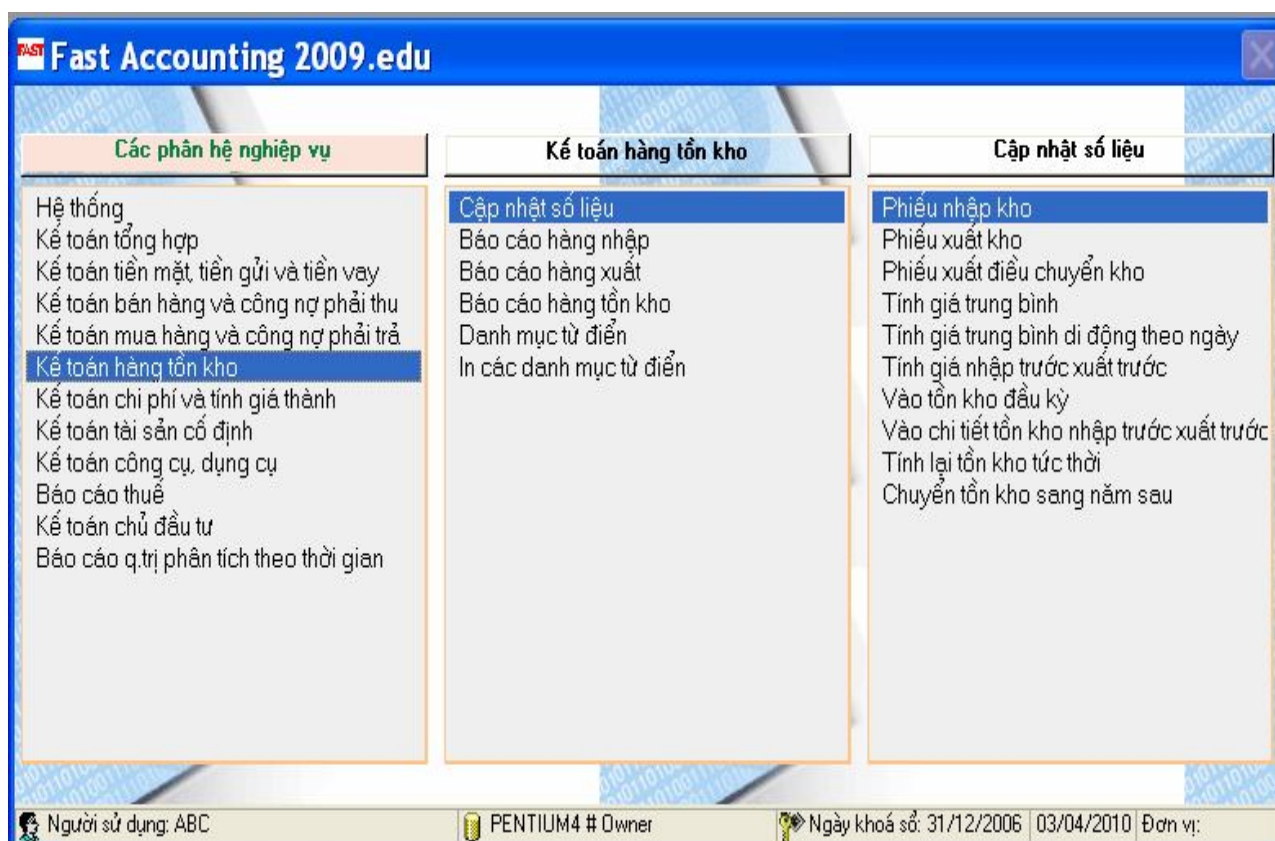 FAST Fast Accounting 2009.edu
Các phân hệ nghiệp vụ
Hệ thống
Kế toán tổng hợp
Kế toán tiền mặt, tiền gửi và tiền vay
Kế toán bán hàng và công nợ phải thu
Kế toán mua hàng và công nợ phải trả
Kế toán hàng tồn kho
Kế toán chi phí và tính giá thành
Kế toán tài sản cố định
Kế toán công cụ, dụng cụ
Báo cáo thuế
Kế toán chủ đầu tư
Báo cáo q.trị phân tích theo thời gian
Kế toán hàng tồn kho
Cập nhật số liệu
Báo cáo hàng nhập
Báo cáo hàng xuất
Báo cáo hàng tồn kho
Danh mục từ điển
In các danh mục từ điển
Cập nhật số liệu
Phiếu nhập kho
Phiếu xuất kho
Phiếu xuất điều chuyển kho
Tính giá trung bình
Tính giá trung bình di động theo ngày
Tính giá nhập trước xuất trước
Vào tồn kho đầu kỳ
Vào chi tiết tồn kho nhập trước xuất trước
Tính lại tồn kho tức thời
Chuyển tồn kho sang năm sau
Người sử dụng: ABC PENTIUM4 # Owner Ngày khoá sổ: 31/12/2006 03/04/2010 Đơn vị: